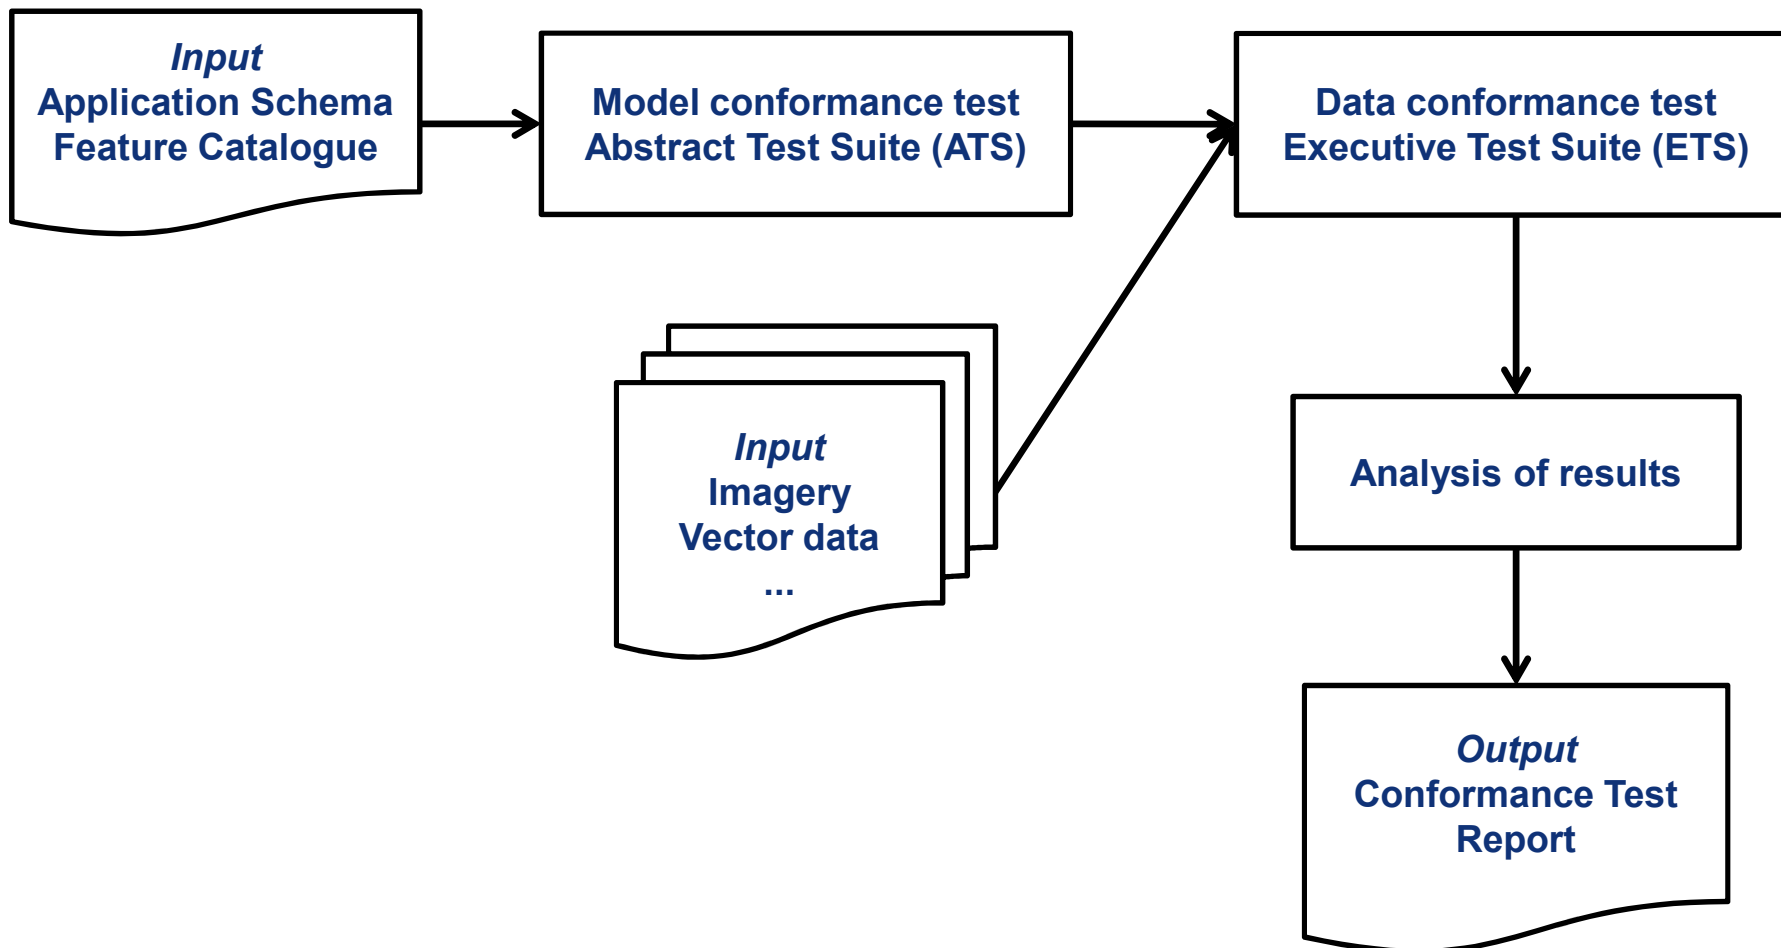 Input
Application Schema
Feature Catalogue
Model conformance test
Abstract Test Suite (ATS)
Data conformance test
Executive Test Suite (ETS)
Input
Imagery
Vector data
...
Analysis of results
Output
Conformance Test
Report